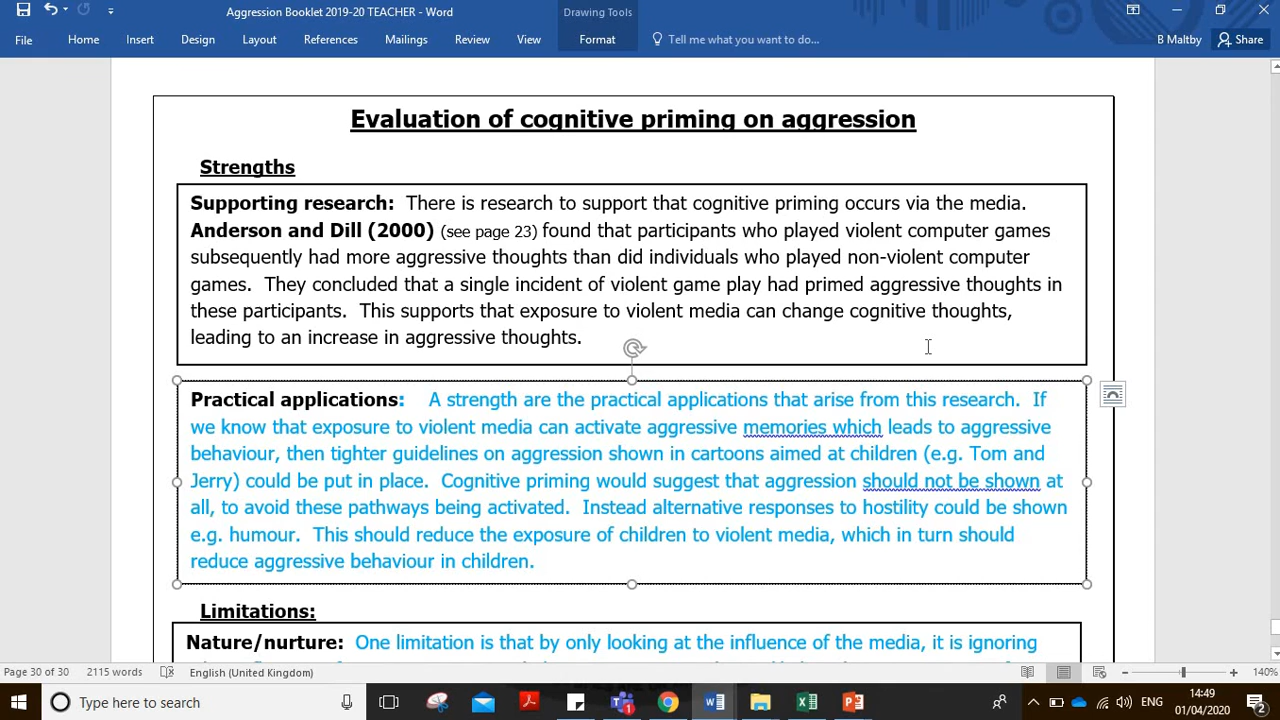 Aggression Booklet 2019-20 TEACHER - Word
Drawing Tools
File Home Insert Design Layout References Mailings Review View Format Tell me what you want to do... B Maltby Share
Evaluation of cognitive priming on aggression
Strengths
Supporting research: There is research to support that cognitive priming occurs via the media.
Anderson and Dill (2000) (see page 23) found that participants who played violent computer games
subsequently had more aggressive thoughts than did individuals who played non-violent computer
games. They concluded that a single incident of violent game play had primed aggressive thoughts in
these participants. This supports that exposure to violent media can change cognitive thoughts,
leading to an increase in aggressive thoughts.
Practical applications: A strength are the practical applications that arise from this research. If
we know that exposure to violent media can activate aggressive memories which leads to aggressive
behaviour, then tighter guidelines on aggression shown in cartoons aimed at children (e.g. Tom and
Jerry) could be put in place. Cognitive priming would suggest that aggression should not be shown at
all, to avoid these pathways being activated. Instead alternative responses to hostility could be shown
e.g. humour. This should reduce the exposure of children to violent media, which in turn should
reduce aggressive behaviour in children.
Limitations:
Nature/nurture: One limitation is that by only looking at the influence of the media, it is ignoring
Page 30 of 30 2115 words English (United Kingdom) 140%
Type here to search
ENG
14:49
01/04/2020